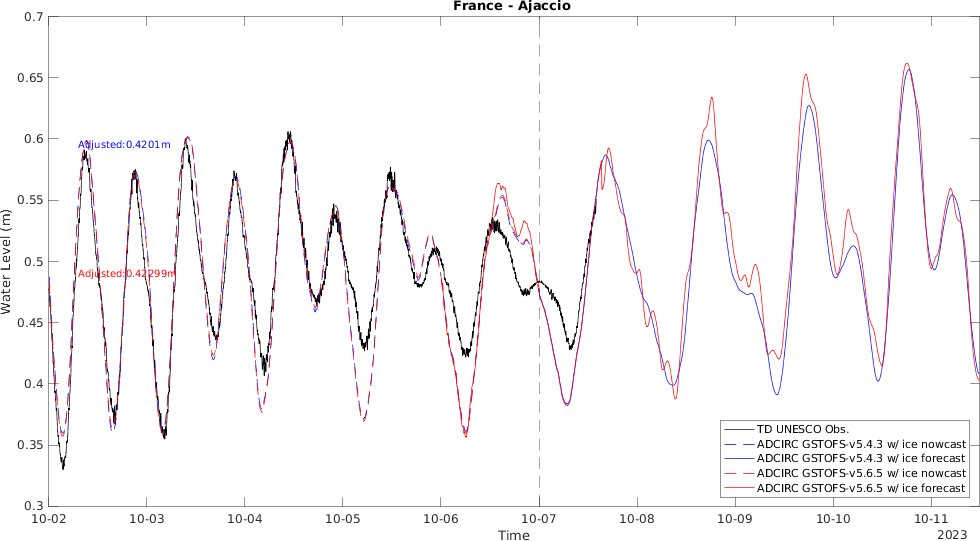 France - Ajaccio
0.7
0.65
0.6
0.55
0.5
0.45
0.4
0.35
0.3
Water Level (m)
Adjusted:0.4201m
Adjusted:0.42299m
TD UNESCO Obs.
ADCIRC GSTOFS-v5.4.3 w/ ice nowcast
ADCIRC GSTOFS-v5.4.3 w/ ice forecast
ADCIRC GSTOFS-v5.6.5 w/ ice nowcast
ADCIRC GSTOFS-v5.6.5 w/ ice forecast
10-02 10-03 10-04 10-05 10-06 10-07 10-08 10-09 10-10 10-11
Time
2023